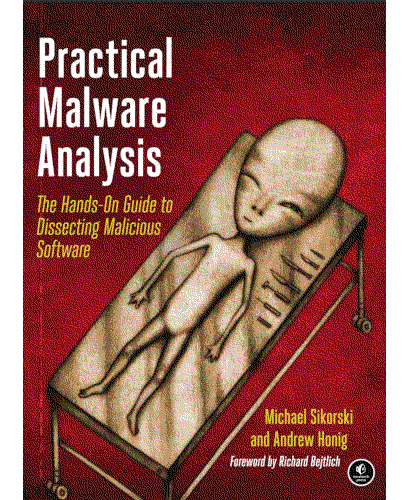 Practical
Malware
Analysis
The Hands-On Guide to
Dissecting Malicious
Software
Michael Sikorski
and Andrew Honig
Foreword by Richard Bejtlich